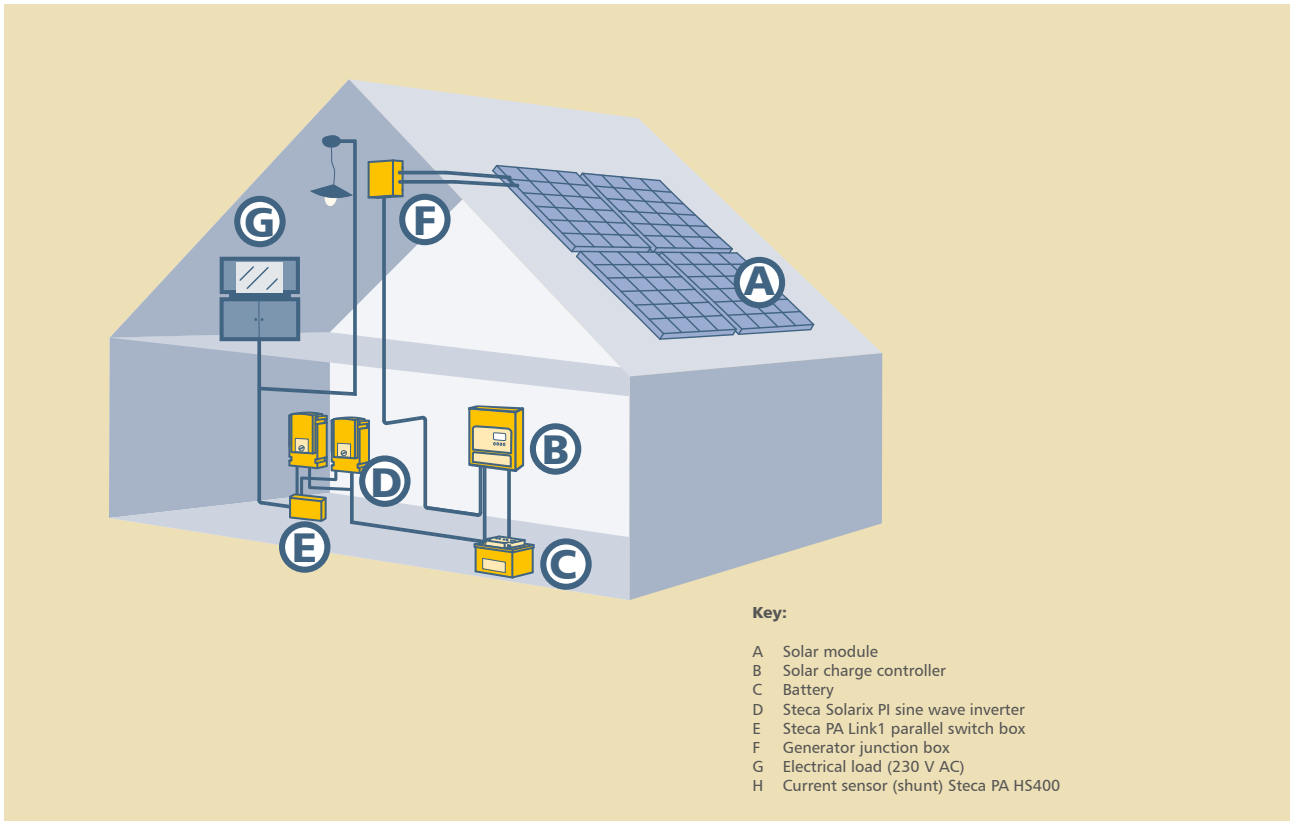 G
F
A
B
D
E
C
Key:
A Solar module
B Solar charge controller
C Battery
D Steca Solarix PI sine wave inverter
E Steca PA Link1 parallel switch box
F Generator junction box
G Electrical load (230 V AC)
H Current sensor (shunt) Steca PA HS400